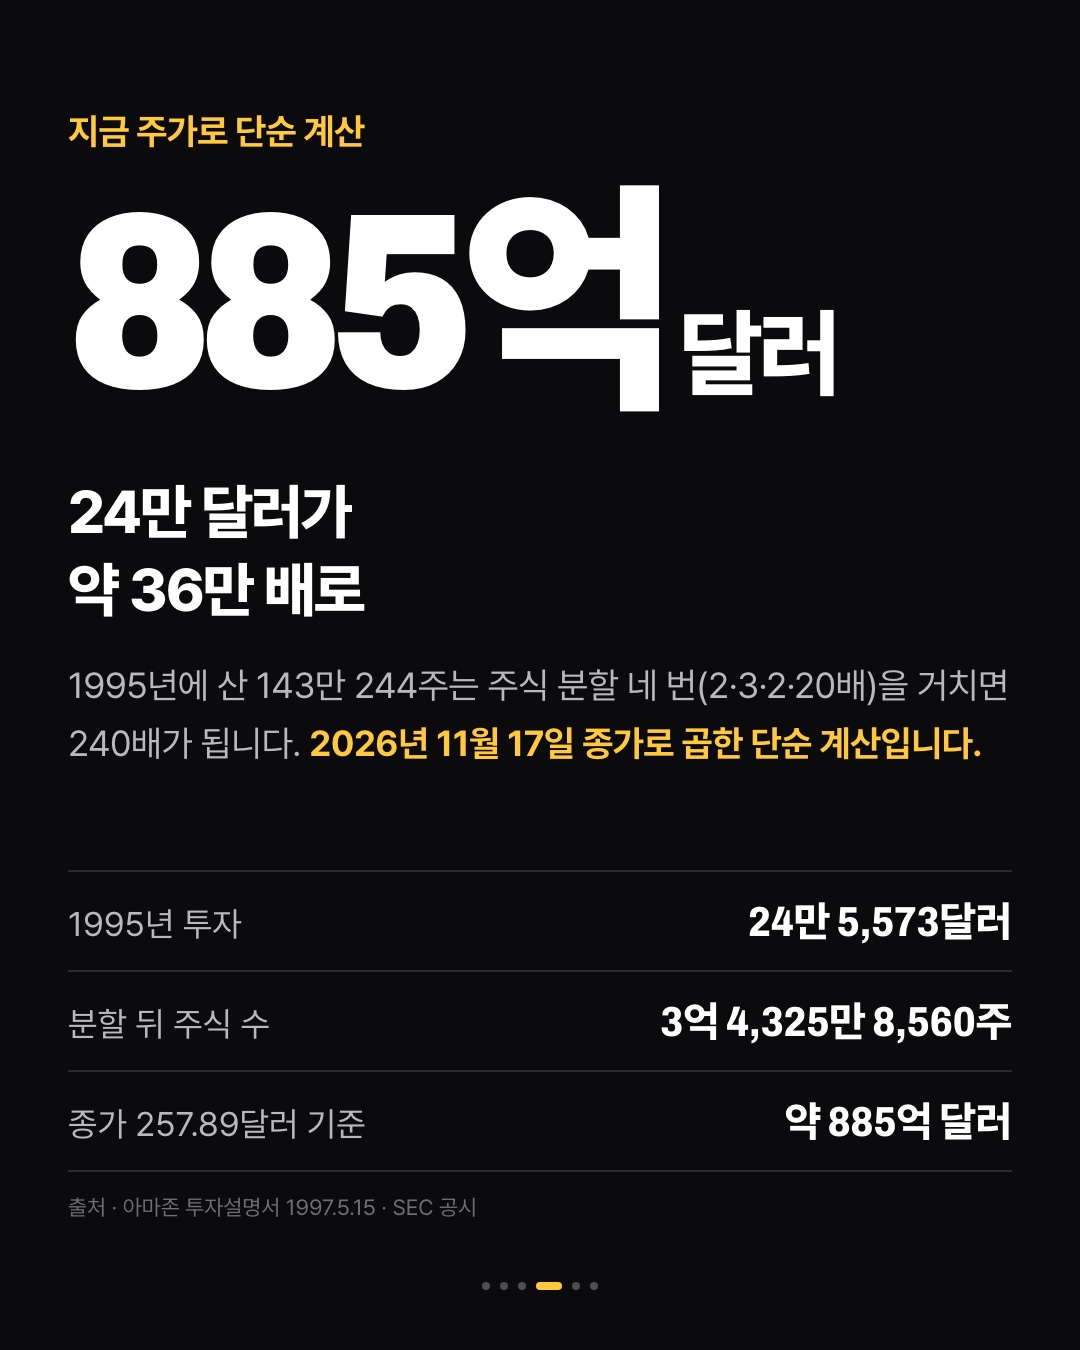 지금 주가로 단순 계산
885억 달러
24만 달러가
약 36만 배로
1995년에 산 143만 244주는 주식 분할 네 번(2·3·2·20배)을 거치면
240배가 됩니다. 2026년 11월 17일 종가로 곱한 단순 계산입니다.
1995년 투자 24만 5,573달러
분할 뒤 주식 수 3억 4,325만 8,560주
종가 257.89달러 기준 약 885억 달러
출처 · 아마존 투자설명서 1997.5.15 · SEC 공시